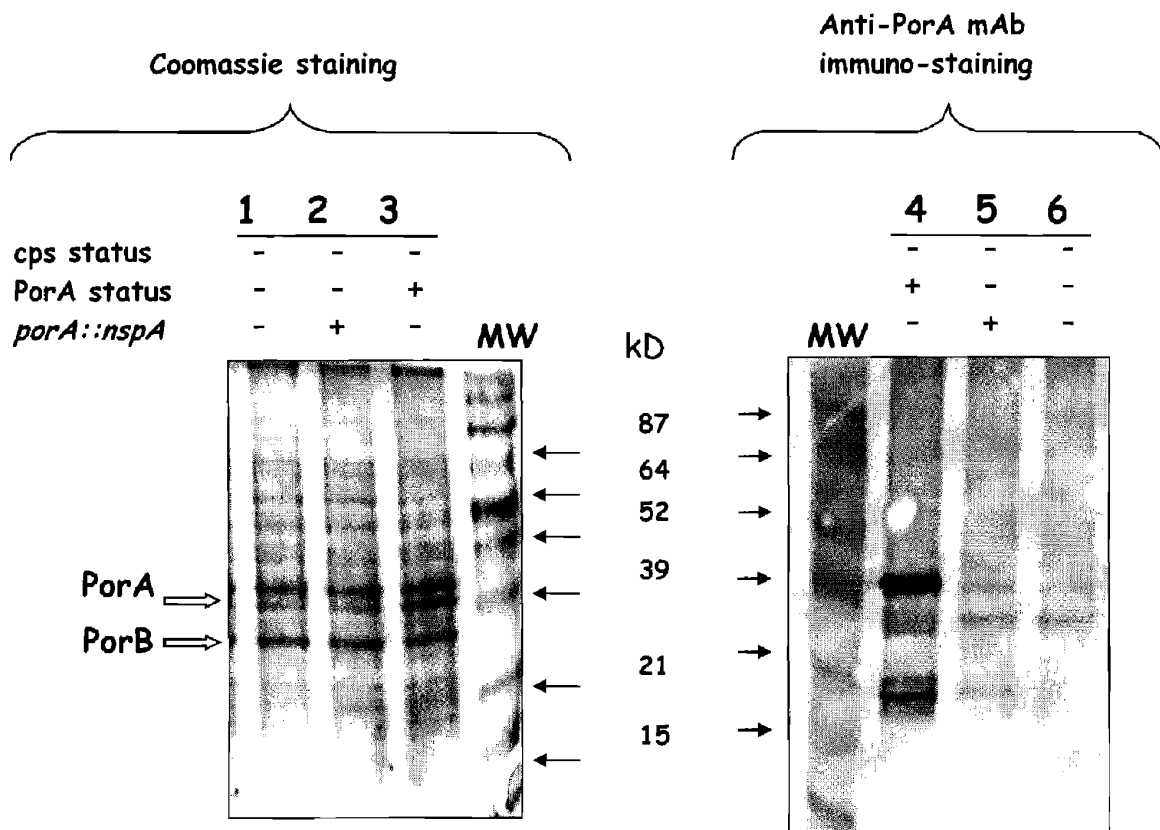 Coomassie staining
Anti-PorA mAb
immuno-staining
1 2 3
cps status - - -
PorA status - - +
porA::nspA - + -
MW
kD
87
64
52
39
21
15
PorA
PorB
4 5 6
- - -
+ - -
- + -
MW